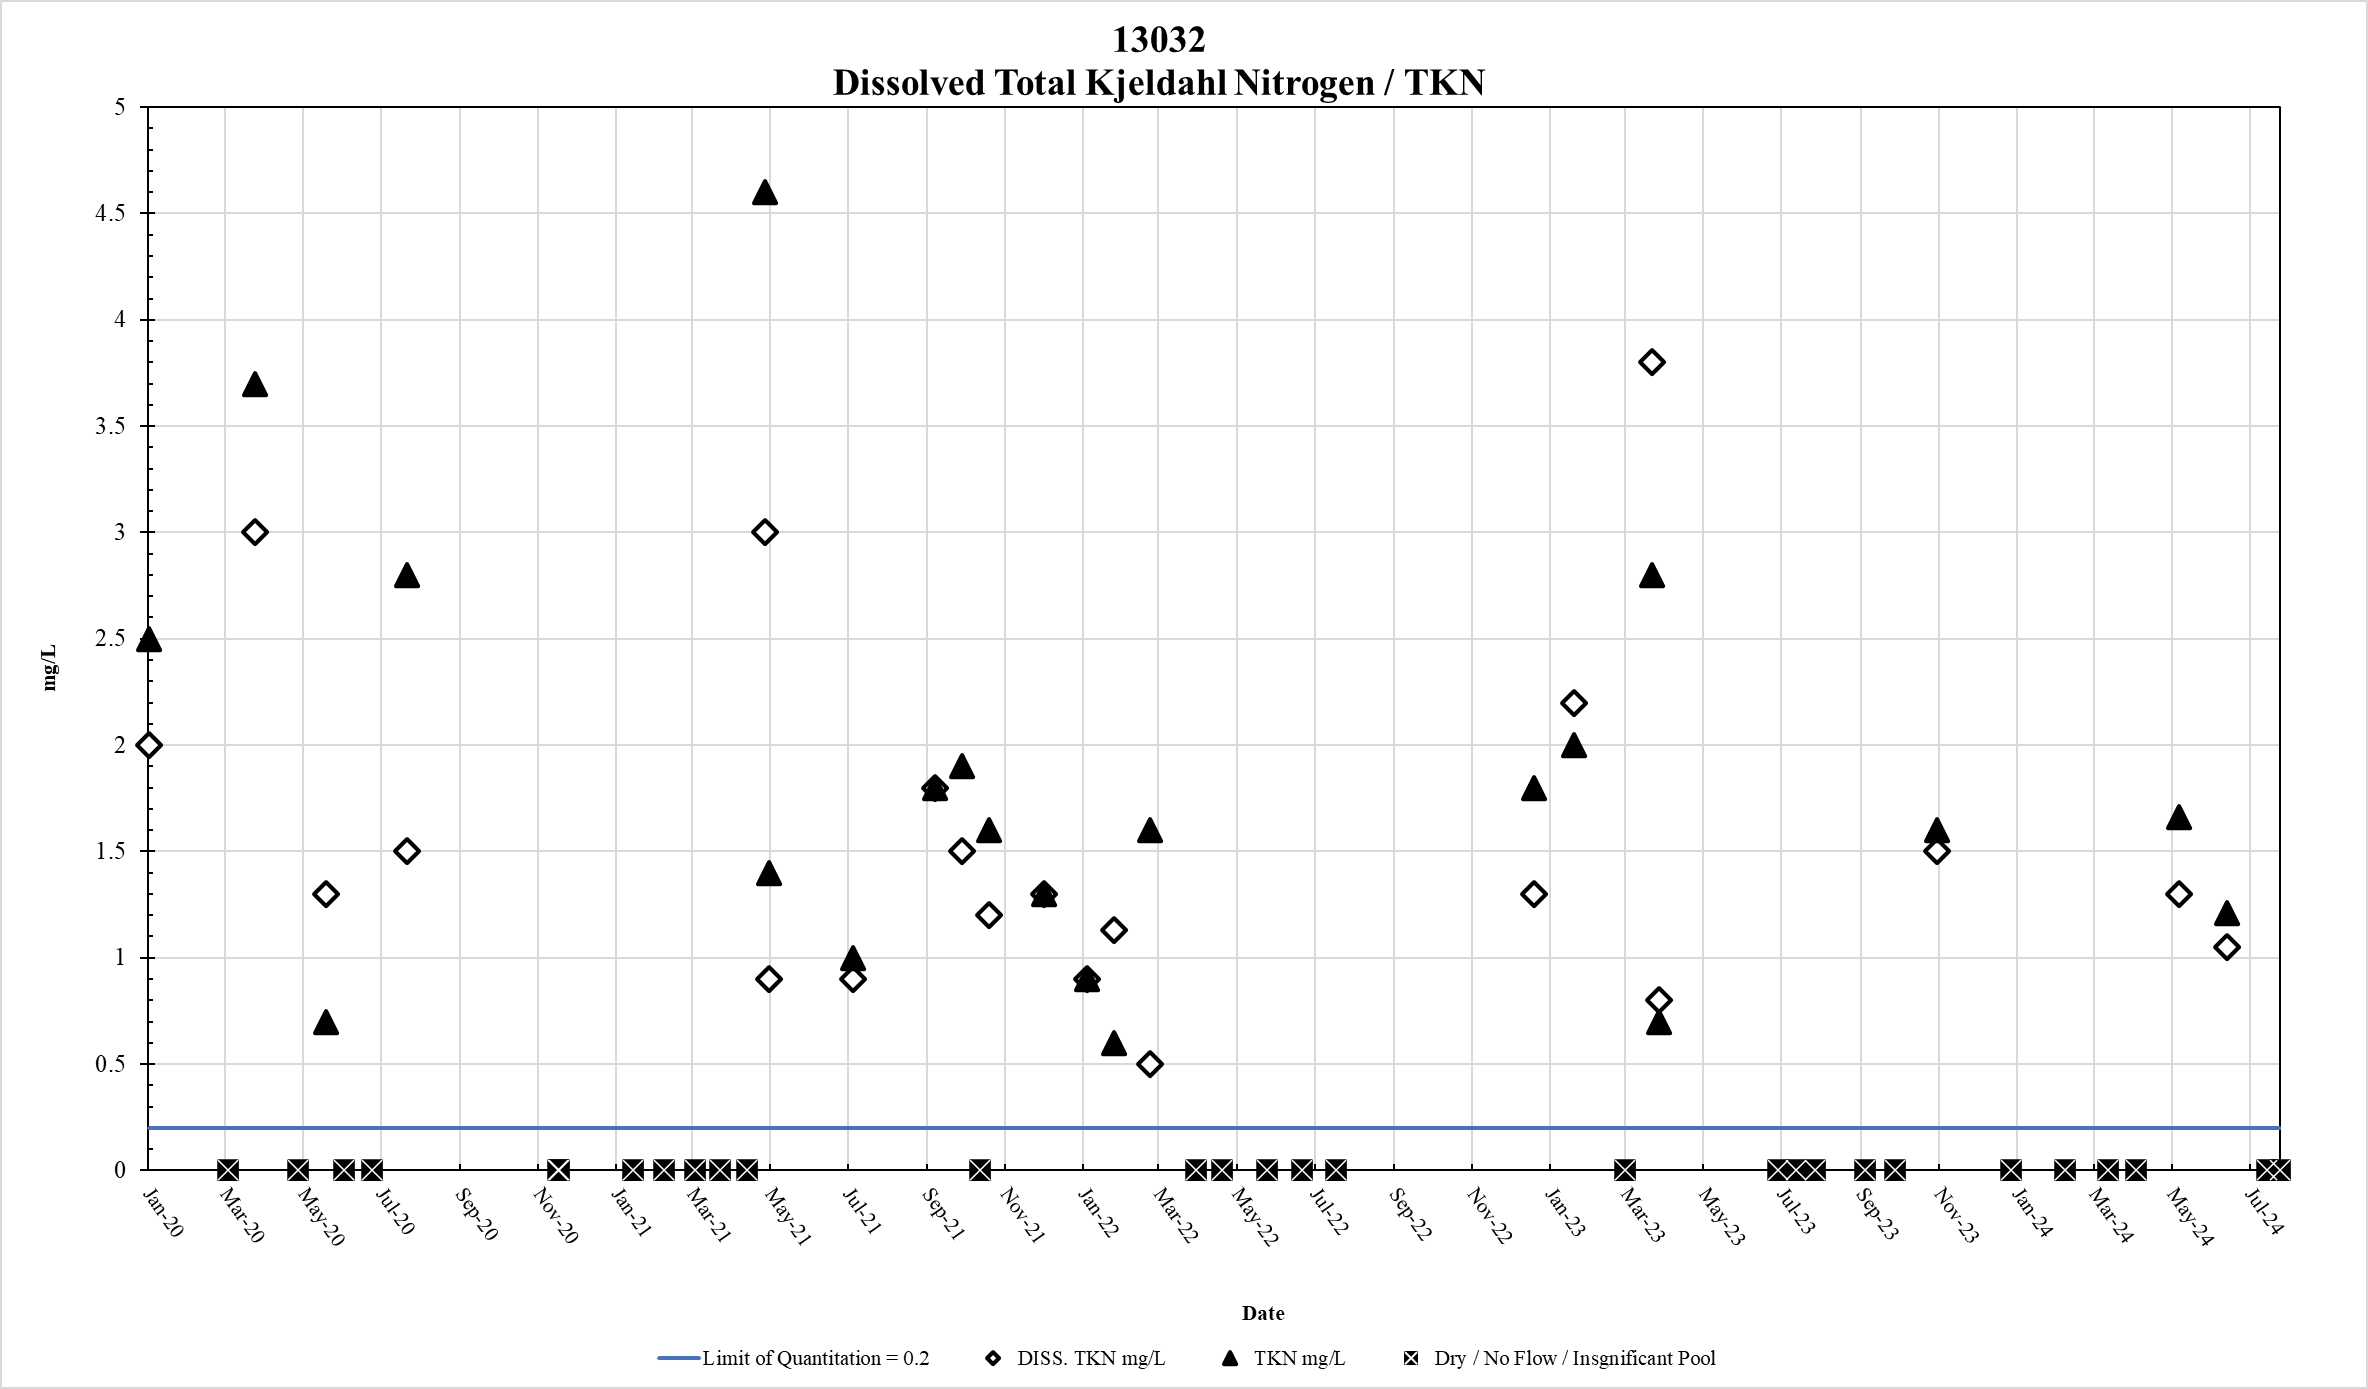 13032
Dissolved Total Kjeldahl Nitrogen / TKN
5
4.5
4
3.5
3
2.5
2
1.5
1
0.5
0
mg/L
Jan-20
Mar-20
May-20
Jul-20
Sep-20
Nov-20
Jan-21
Mar-21
May-21
Jul-21
Sep-21
Nov-21
Jan-22
Mar-22
May-22
Jul-22
Sep-22
Nov-22
Jan-23
Mar-23
May-23
Jul-23
Sep-23
Nov-23
Jan-24
Mar-24
May-24
Jul-24
Date
Limit of Quantitation = 0.2
DISS. TKN mg/L
TKN mg/L
Dry / No Flow / Insgnificant Pool